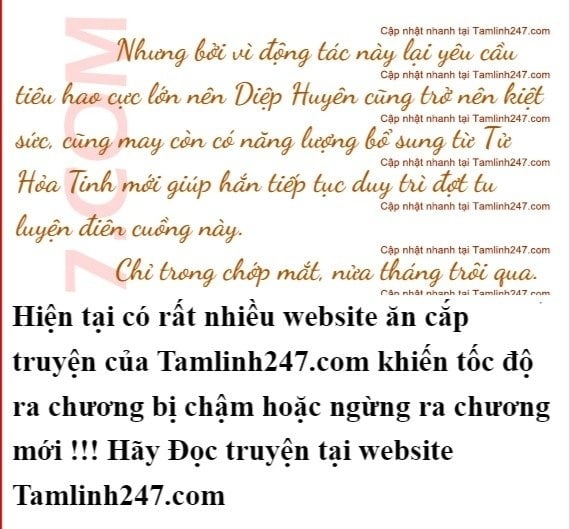 Cập nhật nhanh tại Tamlinh247.com
Nhưng bởi vì động tác này lại yêu cầu
Cập nhật nhanh tại Tamlinh247.com
tiêu hao cực lớn nên Diệp Huyên cũng trở nên kiệt
Cập nhật nhanh tại Tamlinh247.com
sức, cũng may còn có năng lượng bổ sung từ Tử
Cập nhật nhanh tại Tamlinh247.com
Hỏa Tinh mới giúp hắn tiếp tục duy trì đợt tu
Cập nhật nhanh tại Tamlinh247.com
luyện điên cuồng này.
Cập nhật nhanh tại Tamlinh247.com
Chỉ trong chớp mắt, nửa tháng trôi qua.
Cập nhật nhanh tại Tamlinh247.com
7.COM
Hiện tại có rất nhiều website ăn cắp
truyện của Tamlinh247.com khiến tốc độ
ra chương bị chậm hoặc ngừng ra chương
mới !!! Hãy Đọc truyện tại website
Tamlinh247.com